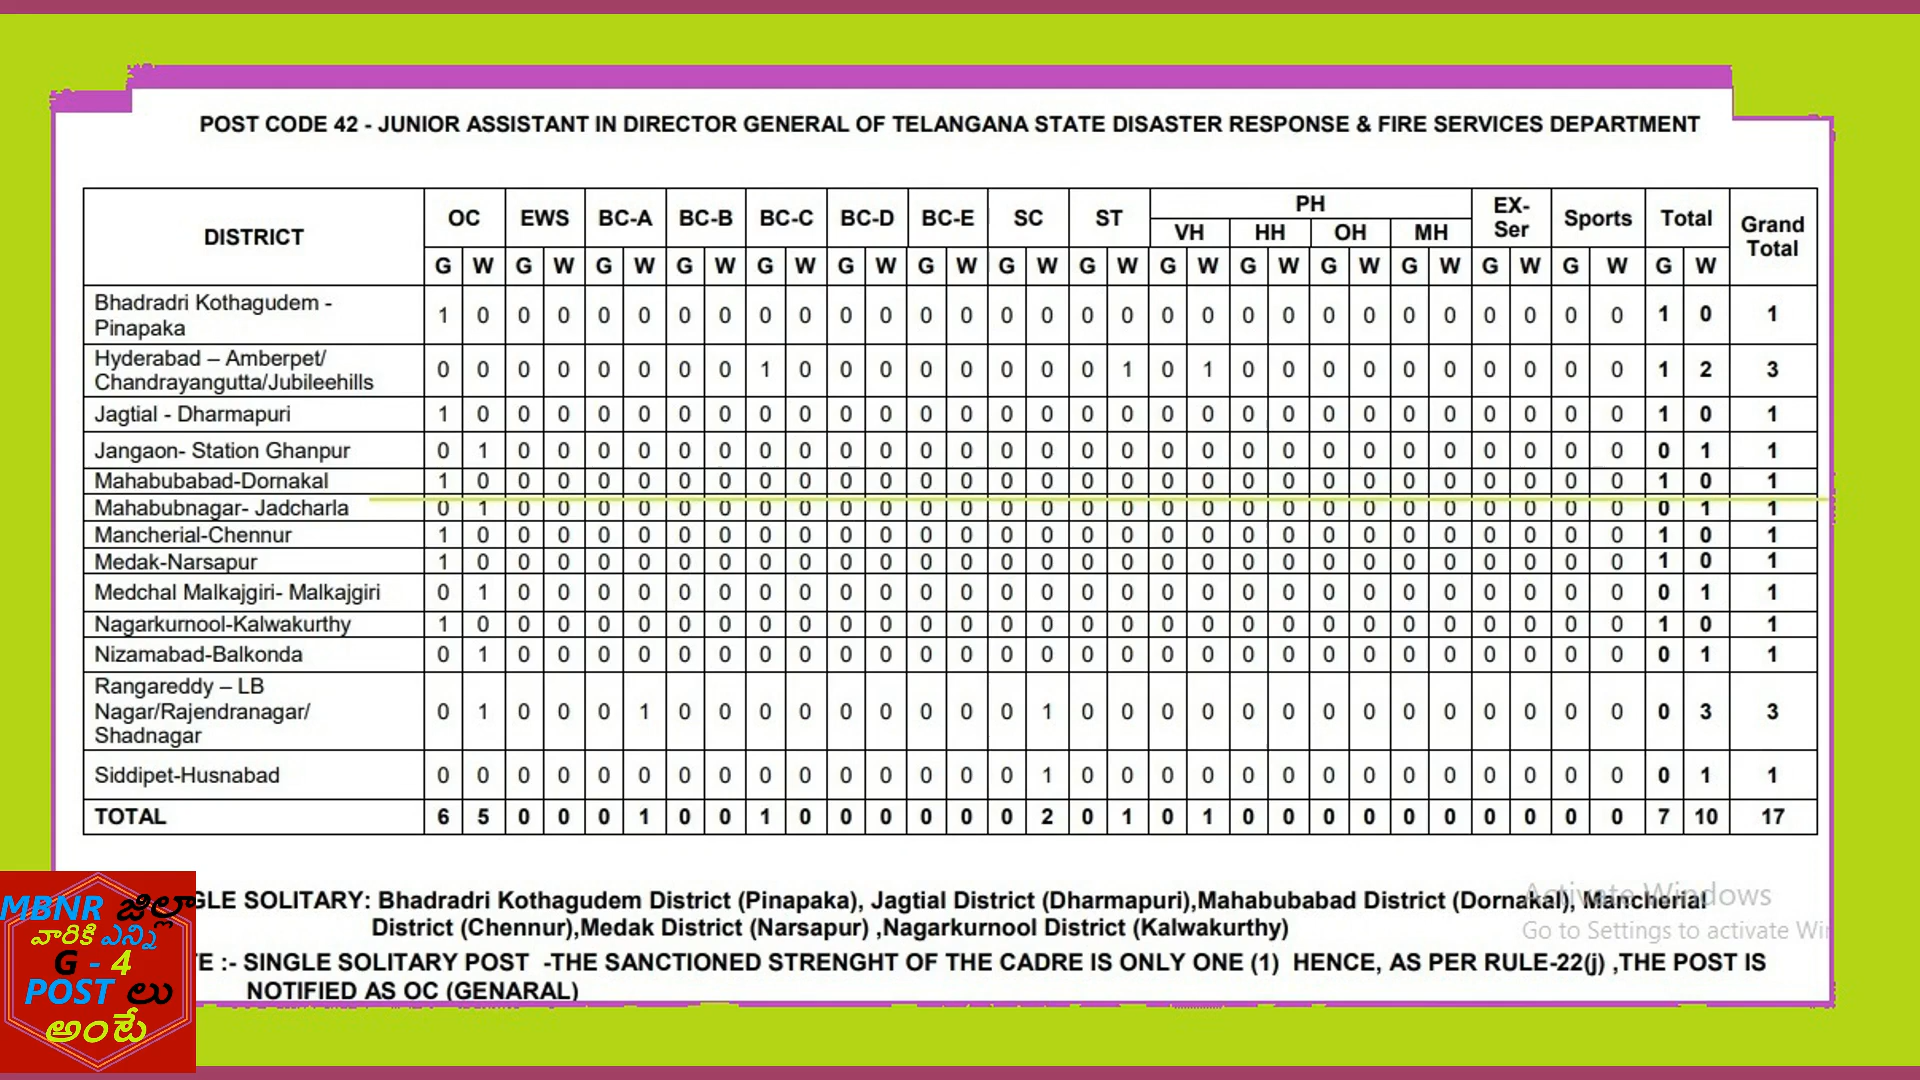 POST CODE 42 - JUNIOR ASSISTANT IN DIRECTOR GENERAL OF TELANGANA STATE DISASTER RESPONSE & FIRE SERVICES DEPARTMENT
DISTRICT OC EWS BC-A BC-B BC-C BC-D BC-E SC ST PH EX-Ser Sports Total Grand Total
VH HH OH MH
G W G W G W G W G W G W G W G W G W G W G W G W G W G W G W G W
Bhadradri Kothagudem - Pinapaka 1 0 0 0 0 0 0 0 0 0 0 0 0 0 0 0 0 0 0 0 0 0 0 0 0 0 0 0 0 0 1 0 1
Hyderabad – Amberpet/ Chandrayangutta/Jubileehills 0 0 0 0 0 0 0 0 1 0 0 0 0 0 0 0 0 1 0 1 0 0 0 0 0 0 0 0 0 0 1 2 3
Jagtial - Dharmapuri 1 0 0 0 0 0 0 0 0 0 0 0 0 0 0 0 0 0 0 0 0 0 0 0 0 0 0 0 0 0 1 0 1
Jangaon- Station Ghanpur 0 1 0 0 0 0 0 0 0 0 0 0 0 0 0 0 0 0 0 0 0 0 0 0 0 0 0 0 0 0 0 1 1
Mahabubabad-Dornakal 1 0 0 0 0 0 0 0 0 0 0 0 0 0 0 0 0 0 0 0 0 0 0 0 0 0 0 0 0 0 1 0 1
Mahabubnagar- Jadcharla 0 1 0 0 0 0 0 0 0 0 0 0 0 0 0 0 0 0 0 0 0 0 0 0 0 0 0 0 0 0 0 1 1
Mancherial-Chennur 1 0 0 0 0 0 0 0 0 0 0 0 0 0 0 0 0 0 0 0 0 0 0 0 0 0 0 0 0 0 1 0 1
Medak-Narsapur 1 0 0 0 0 0 0 0 0 0 0 0 0 0 0 0 0 0 0 0 0 0 0 0 0 0 0 0 0 0 1 0 1
Medchal Malkajgiri- Malkajgiri 0 1 0 0 0 0 0 0 0 0 0 0 0 0 0 0 0 0 0 0 0 0 0 0 0 0 0 0 0 0 0 1 1
Nagarkurnool-Kalwakurthy 1 0 0 0 0 0 0 0 0 0 0 0 0 0 0 0 0 0 0 0 0 0 0 0 0 0 0 0 0 0 1 0 1
Nizamabad-Balkonda 0 1 0 0 0 0 0 0 0 0 0 0 0 0 0 0 0 0 0 0 0 0 0 0 0 0 0 0 0 0 0 1 1
Rangareddy – LB Nagar/Rajendranagar/ Shadnagar 0 1 0 0 0 1 0 0 0 0 0 0 0 0 0 1 0 0 0 0 0 0 0 0 0 0 0 0 0 0 0 3 3
Siddipet-Husnabad 0 0 0 0 0 0 0 0 0 0 0 0 0 0 0 1 0 0 0 0 0 0 0 0 0 0 0 0 0 0 0 1 1
TOTAL 6 5 0 0 0 1 0 0 1 0 0 0 0 0 0 2 0 1 0 1 0 0 0 0 0 0 0 0 0 0 7 10 17
GLE SOLITARY: Bhadradri Kothagudem District (Pinapaka), Jagtial District (Dharmapuri),Mahabubabad District (Dornakal), Mancherial
District (Chennur),Medak District (Narsapur) ,Nagarkurnool District (Kalwakurthy)
E :- SINGLE SOLITARY POST -THE SANCTIONED STRENGHT OF THE CADRE IS ONLY ONE (1) HENCE, AS PER RULE-22(j) ,THE POST IS
NOTIFIED AS OC (GENARAL)
Activate Windows
Go to Settings to activate Wi
MBNR జిల్లా
వారికి ఎన్ని
G - 4
POST లు
అంటే